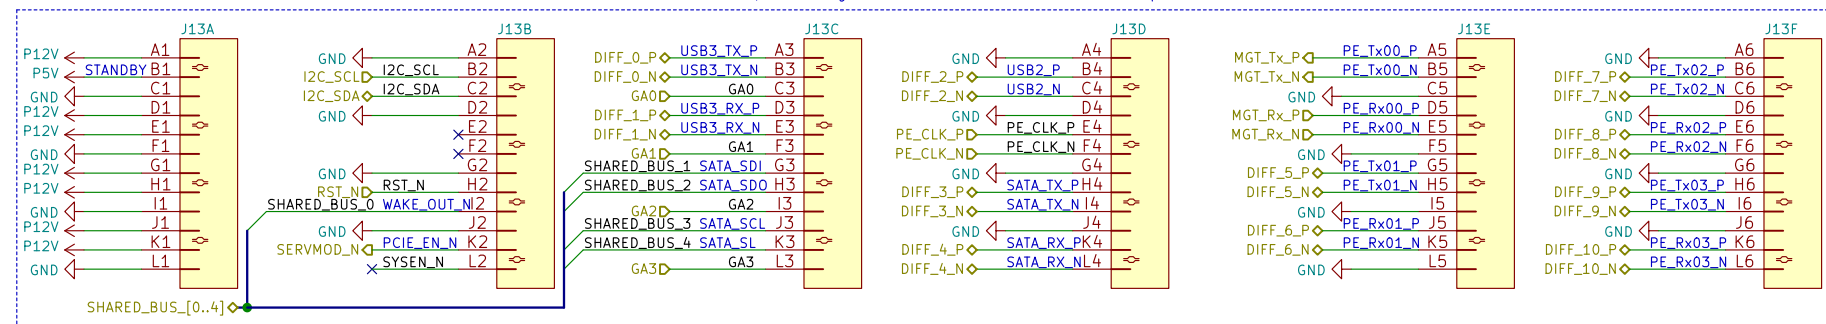 J13A
P12V A1
P5V STANDBY B1
GND C1
P12V D1
P12V E1
GND F1
P12V G1
P12V H1
GND I1
P12V J1
P12V K1
GND L1
J13B
GND A2
I2C_SCL I2C_SCL B2
I2C_SDA I2C_SDA C2
GND D2
E2
F2
GND G2
RST_N RST_N H2
SHARED_BUS_0 WAKE_OUT_N I2
GND J2
SERVMOD_N PCIE_EN_N K2
SYSEN_N L2
SHARED_BUS_[0..4]
J13C
DIFF_0_P USB3_TX_P A3
DIFF_0_N USB3_TX_N B3
GA0 GA0 C3
DIFF_1_P USB3_RX_P D3
DIFF_1_N USB3_RX_N E3
GA1 GA1 F3
SHARED_BUS_1 SATA_SDI G3
SHARED_BUS_2 SATA_SDO H3
GA2 GA2 I3
SHARED_BUS_3 SATA_SCL J3
SHARED_BUS_4 SATA_SL K3
GA3 GA3 L3
J13D
GND A4
DIFF_2_P USB2_P B4
DIFF_2_N USB2_N C4
GND D4
PE_CLK_P PE_CLK_P E4
PE_CLK_N PE_CLK_N F4
GND G4
DIFF_3_P SATA_TX_P H4
DIFF_3_N SATA_TX_N I4
GND J4
DIFF_4_P SATA_RX_P K4
DIFF_4_N SATA_RX_N L4
J13E
MGT_Tx_P PE_Tx00_P A5
MGT_Tx_N PE_Tx00_N B5
GND C5
MGT_Rx_P PE_Rx00_P D5
MGT_Rx_N PE_Rx00_N E5
GND F5
DIFF_5_P PE_Tx01_P G5
DIFF_5_N PE_Tx01_N H5
GND I5
DIFF_6_P PE_Rx01_P J5
DIFF_6_N PE_Rx01_N K5
GND L5
J13F
GND A6
DIFF_7_P PE_Tx02_P B6
DIFF_7_N PE_Tx02_N C6
GND D6
DIFF_8_P PE_Rx02_P E6
DIFF_8_N PE_Rx02_N F6
GND G6
DIFF_9_P PE_Tx03_P H6
DIFF_9_N PE_Tx03_N I6
GND J6
DIFF_10_P PE_Rx03_P K6
DIFF_10_N PE_Rx03_N L6